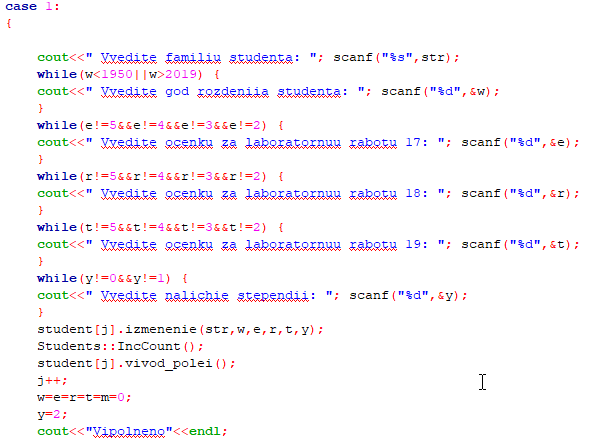 case 1:
{
cout<<" Vvedite familiu studenta: "; scanf("%s",str);
while(w<1950||w>2019) {
cout<<" Vvedite god rozdeniia studenta: "; scanf("%d",&w);
}
while(e!=5&&e!=4&&e!=3&&e!=2) {
cout<<" Vvedite ocenku za laboratornuu rabotu 17: "; scanf("%d",&e);
}
while(r!=5&&r!=4&&r!=3&&r!=2) {
cout<<" Vvedite ocenku za laboratornuu rabotu 18: "; scanf("%d",&r);
}
while(t!=5&&t!=4&&t!=3&&t!=2) {
cout<<" Vvedite ocenku za laboratornuu rabotu 19: "; scanf("%d",&t);
}
while(y!=0&&y!=1) {
cout<<" Vvedite nalichie stependii: "; scanf("%d",&y);
}
student[j].izmenenie(str,w,e,r,t,y);
Students::IncCount();
student[j].vivod_polei();
j++;
w=e=r=t=m=0;
y=2;
cout<<"Vipolneno"<<endl;